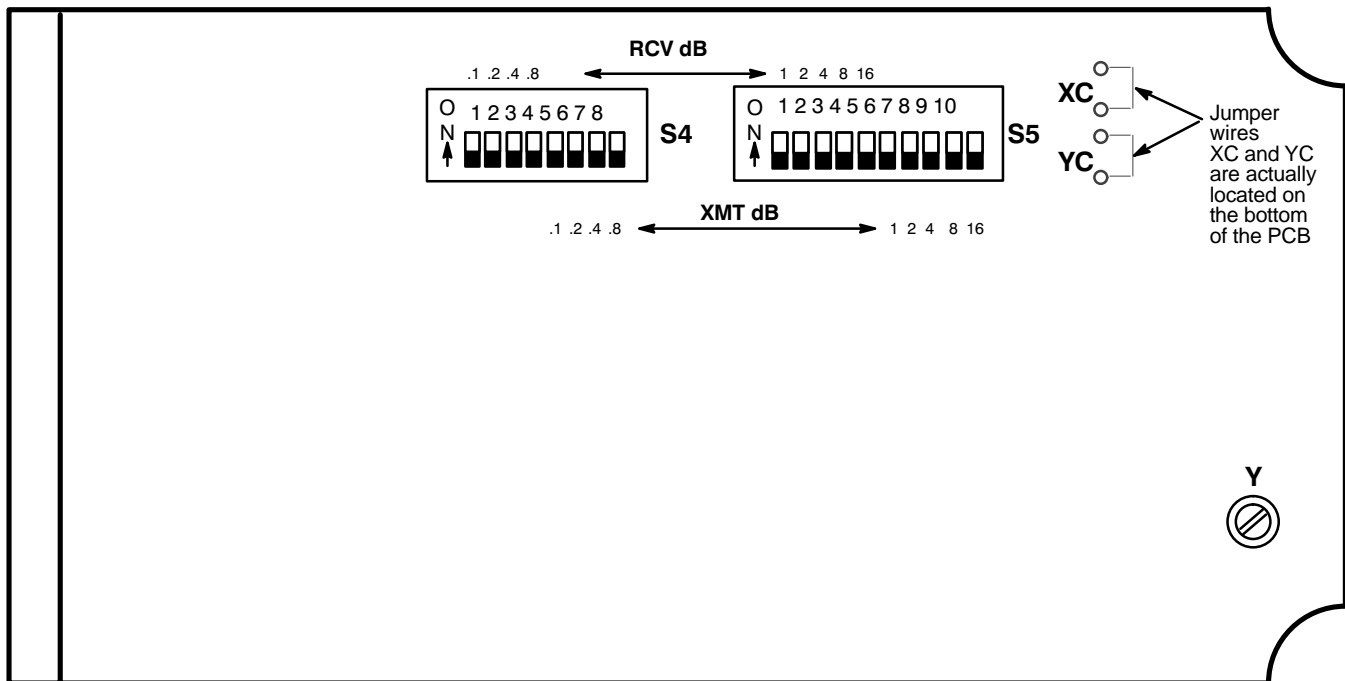 RCV dB
.1 .2 .4 .8
1 2 4 8 16
O
N
1 2 3 4 5 6 7 8
S4
O
N
1 2 3 4 5 6 7 8 9 10
S5
XC
YC
Jumper
wires
XC and YC
are actually
located on
the bottom
of the PCB
XMT dB
.1 .2 .4 .8
1 2 4 8 16
Y